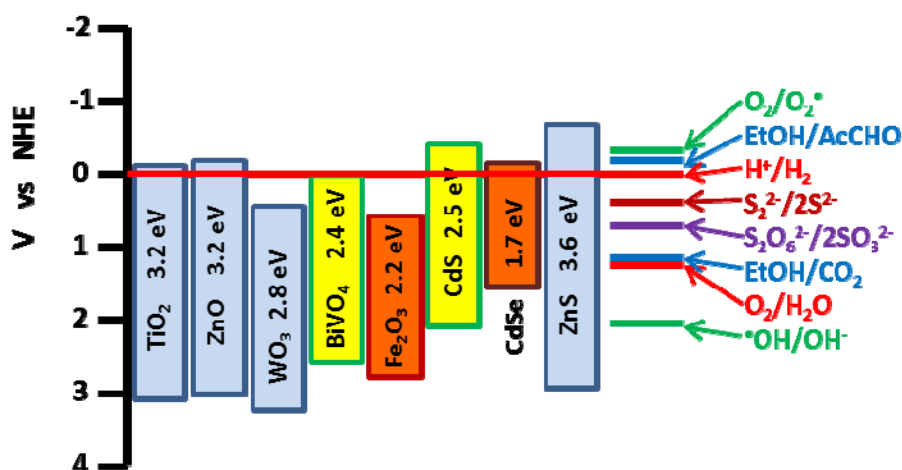 V vs NHE
-2
-1
0
1
2
3
4
TiO₂ 3.2 eV
ZnO 3.2 eV
WO₃ 2.8 eV
BiVO₄ 2.4 eV
Fe₂O₃ 2.2 eV
CdS 2.5 eV
CdSe 1.7 eV
ZnS 3.6 eV
O₂/O₂•
EtOH/AcCHO
H⁺/H₂
S₂²⁻/2S²⁻
S₂O₆²⁻/2SO₃²⁻
EtOH/CO₂
O₂/H₂O
•OH/OH⁻